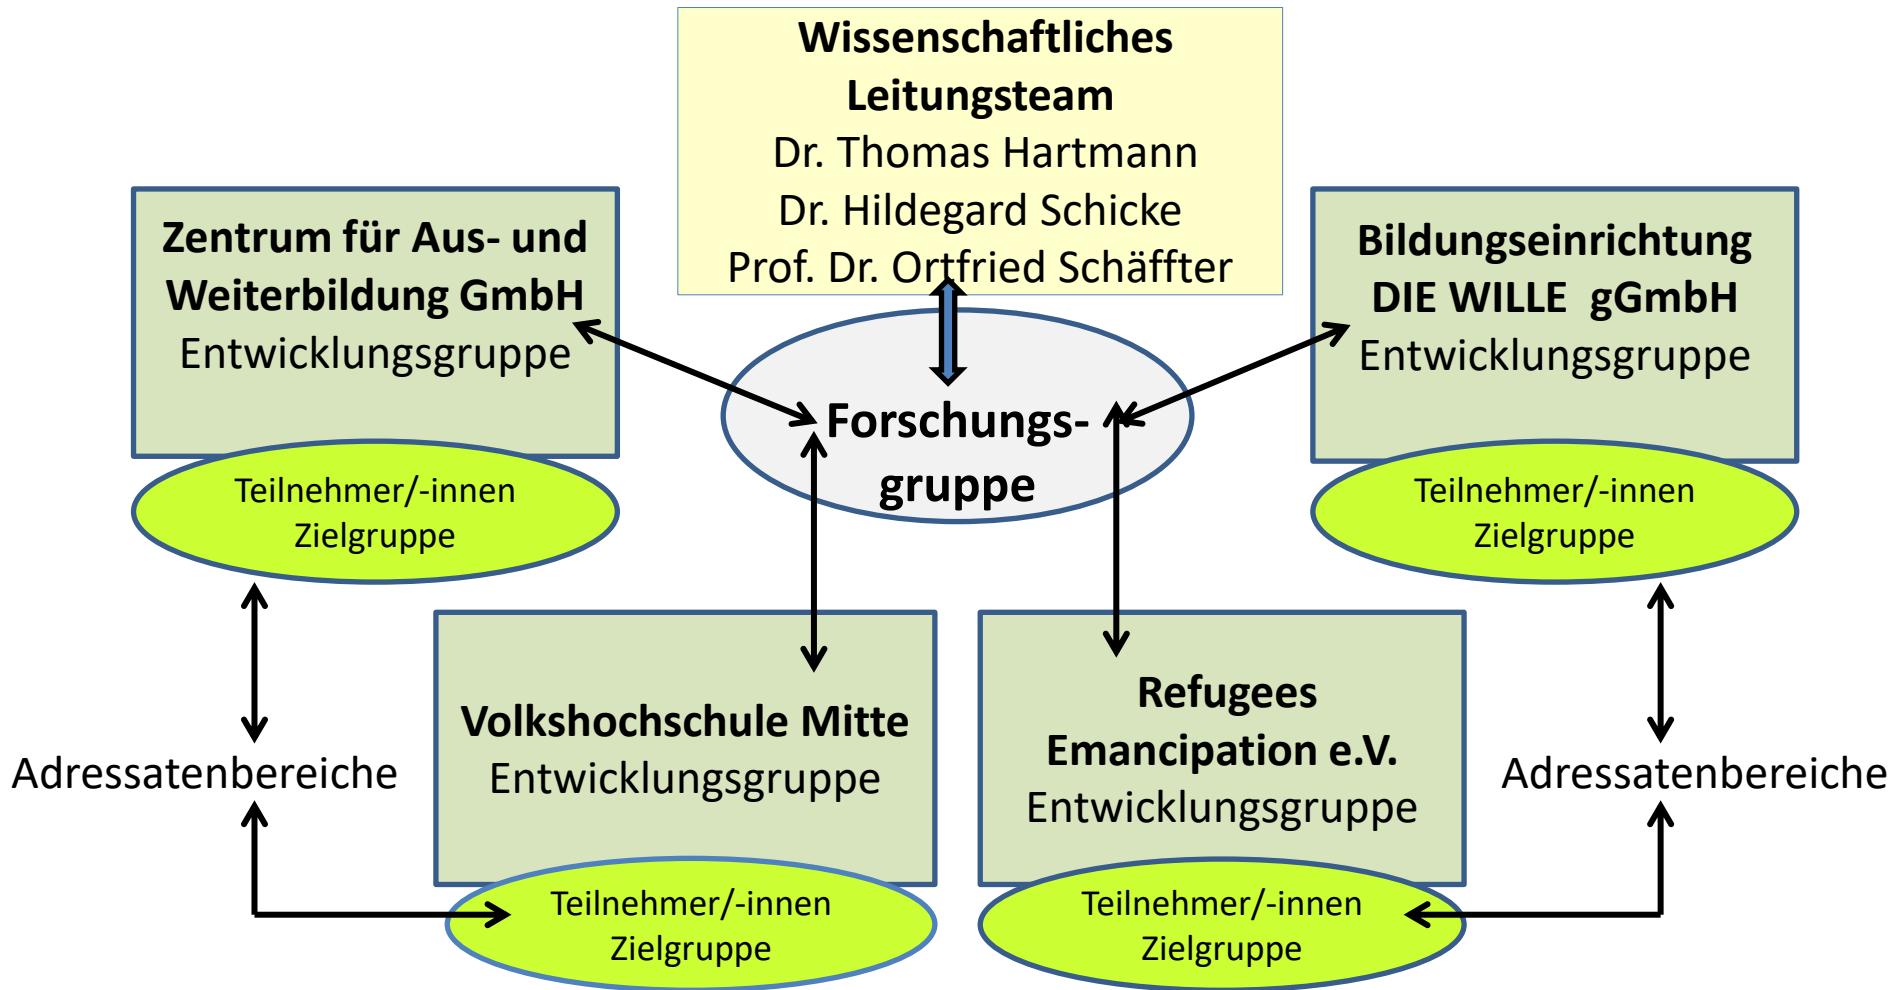 Wissenschaftliches
Leitungsteam
Dr. Thomas Hartmann
Dr. Hildegard Schicke
Prof. Dr. Ortfried Schäffter
Zentrum für Aus- und
Weiterbildung GmbH
Entwicklungsgruppe
Bildungseinrichtung
DIE WILLE gGmbH
Entwicklungsgruppe
Forschungs-
gruppe
Teilnehmer/-innen
Zielgruppe
Teilnehmer/-innen
Zielgruppe
Adressatenbereiche
Volkshochschule Mitte
Entwicklungsgruppe
Refugees
Emancipation e.V.
Entwicklungsgruppe
Adressatenbereiche
Teilnehmer/-innen
Zielgruppe
Teilnehmer/-innen
Zielgruppe